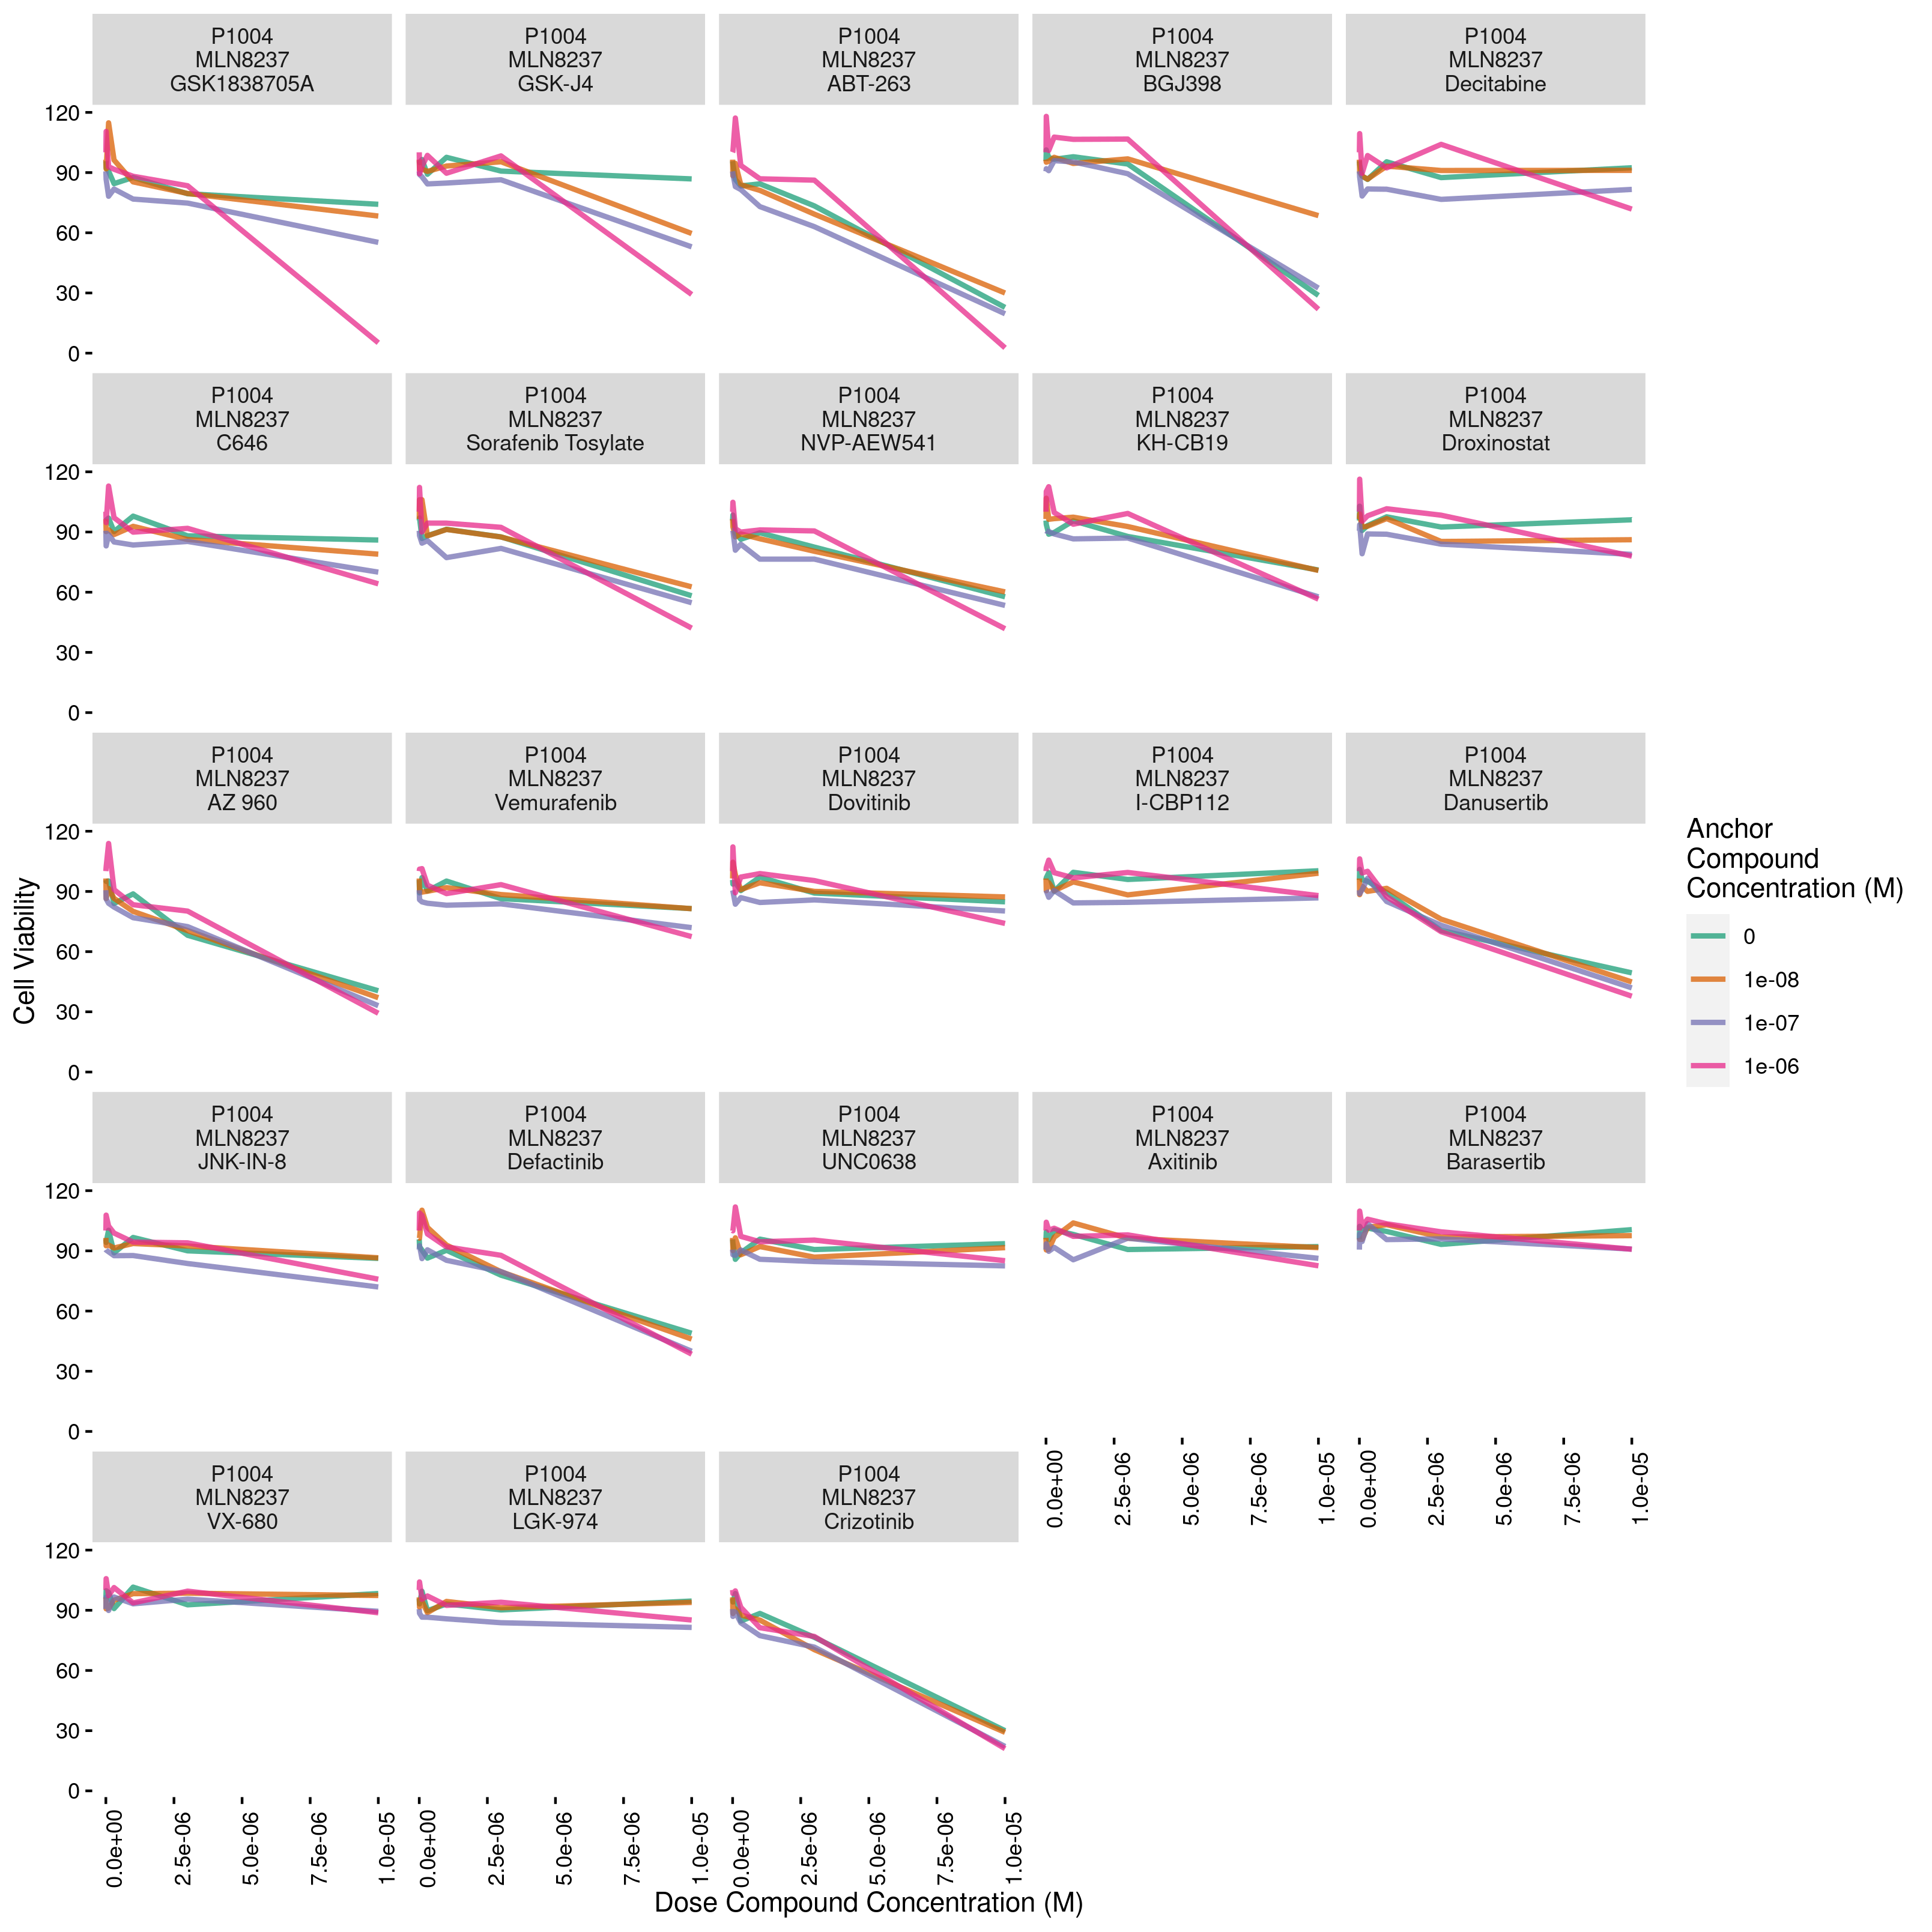 P1004
MLN8237
GSK1838705A
P1004
MLN8237
GSK-J4
P1004
MLN8237
ABT-263
P1004
MLN8237
BGJ398
P1004
MLN8237
Decitabine
120
90
60
30
0
P1004
MLN8237
C646
P1004
MLN8237
Sorafenib Tosylate
P1004
MLN8237
NVP-AEW541
P1004
MLN8237
KH-CB19
P1004
MLN8237
Droxinostat
120
90
60
30
0
P1004
MLN8237
AZ 960
P1004
MLN8237
Vemurafenib
P1004
MLN8237
Dovitinib
P1004
MLN8237
I-CBP112
P1004
MLN8237
Danusertib
120
90
60
30
0
Cell Viability
Anchor
Compound
Concentration (M)
0
1e-08
1e-07
1e-06
P1004
MLN8237
JNK-IN-8
P1004
MLN8237
Defactinib
P1004
MLN8237
UNC0638
P1004
MLN8237
Axitinib
P1004
MLN8237
Barasertib
120
90
60
30
0
0.0e+00
2.5e-06
5.0e-06
7.5e-06
1.0e-05
0.0e+00
2.5e-06
5.0e-06
7.5e-06
1.0e-05
P1004
MLN8237
VX-680
P1004
MLN8237
LGK-974
P1004
MLN8237
Crizotinib
120
90
60
30
0
0.0e+00
2.5e-06
5.0e-06
7.5e-06
1.0e-05
0.0e+00
2.5e-06
5.0e-06
7.5e-06
1.0e-05
0.0e+00
2.5e-06
5.0e-06
7.5e-06
1.0e-05
Dose Compound Concentration (M)